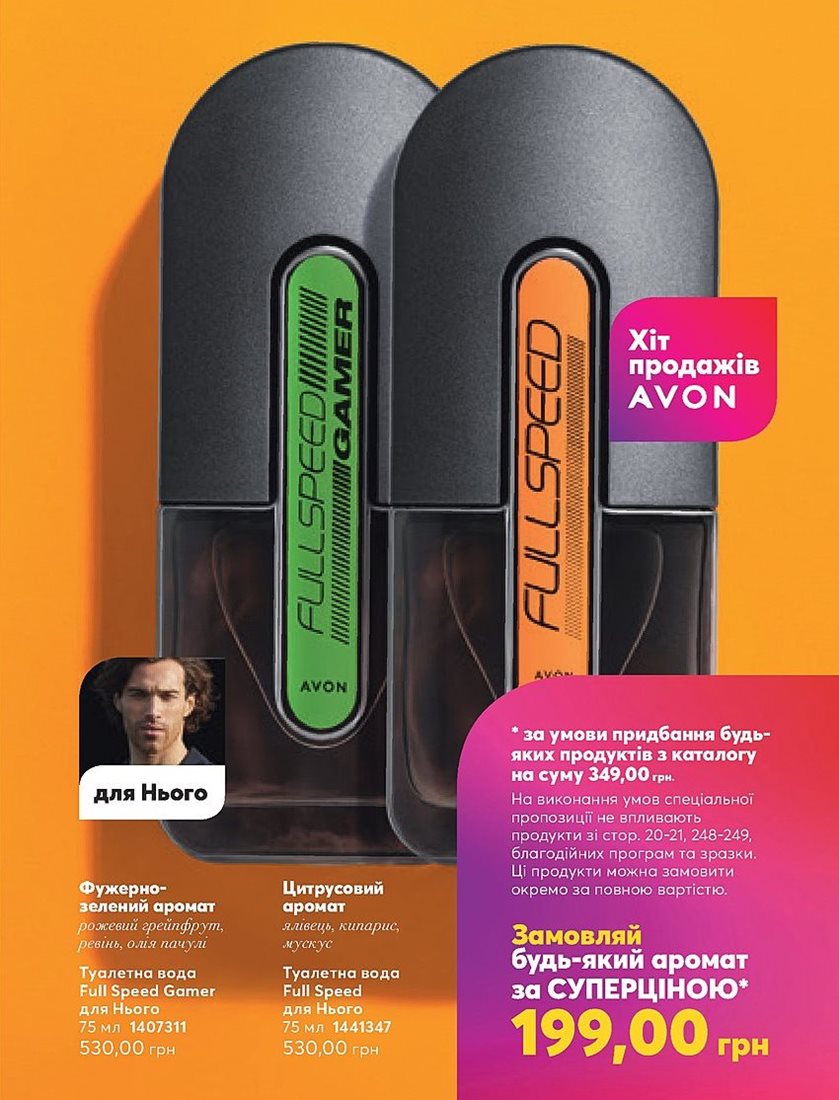 FULLSPEED
GAMER
AVON
FULLSPEED
AVON
Хіт
продажів
AVON
для Нього
* за умови придбання будь-
яких продуктів з каталогу
на суму 349,00 грн.
На виконання умов спеціальної
пропозиції не впливають
продукти зі стор. 20-21, 248-249,
благодійних програм та зразки.
Ці продукти можна замовити
окремо за повною вартістю.
Замовляй
будь-який аромат
за СУПЕРЦІНОЮ*
199,00 грн
Фужерно-
зелений аромат
рожевий грейпфрут,
ревінь, олія пачулі
Туалетна вода
Full Speed Gamer
для Нього
75 мл 1407311
530,00 грн
Цитрусовий
аромат
ялівець, кипарис,
мускус
Туалетна вода
Full Speed
для Нього
75 мл 1441347
530,00 грн